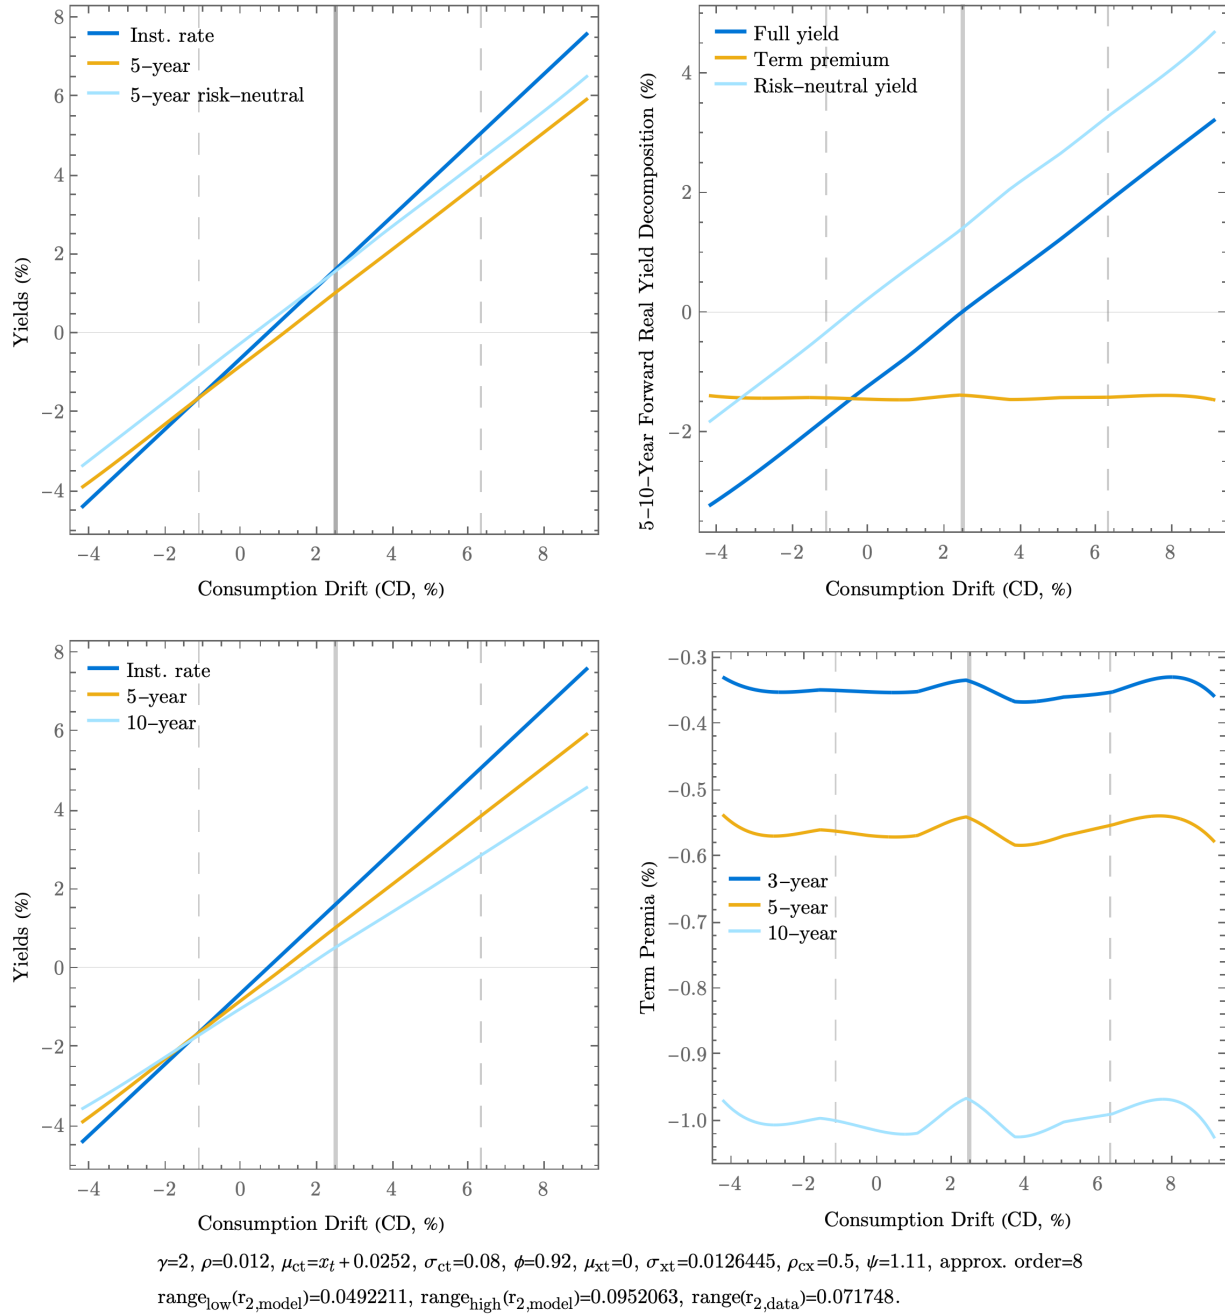 Inst. rate
5−year
5−year risk−neutral
8
6
4
2
0
−2
−4
Yields (%)
−4 −2 0 2 4 6 8
Consumption Drift (CD, %)
Full yield
Term premium
Risk−neutral yield
4
2
0
−2
5−10−Year Forward Real Yield Decomposition (%)
−4 −2 0 2 4 6 8
Consumption Drift (CD, %)
Inst. rate
5−year
10−year
8
6
4
2
0
−2
−4
Yields (%)
−4 −2 0 2 4 6 8
Consumption Drift (CD, %)
−0.3
−0.4
−0.5
−0.6
−0.7
−0.8
−0.9
−1.0
3−year
5−year
10−year
Term Premia (%)
−4 −2 0 2 4 6 8
Consumption Drift (CD, %)
γ=2, ρ=0.012, μct=xt+0.0252, σct=0.08, ϕ=0.92, μxt=0, σxt=0.0126445, ρcx=0.5, ψ=1.11, approx. order=8
rangelow(r2,model)=0.0492211, rangehigh(r2,model)=0.0952063, range(r2,data)=0.071748.